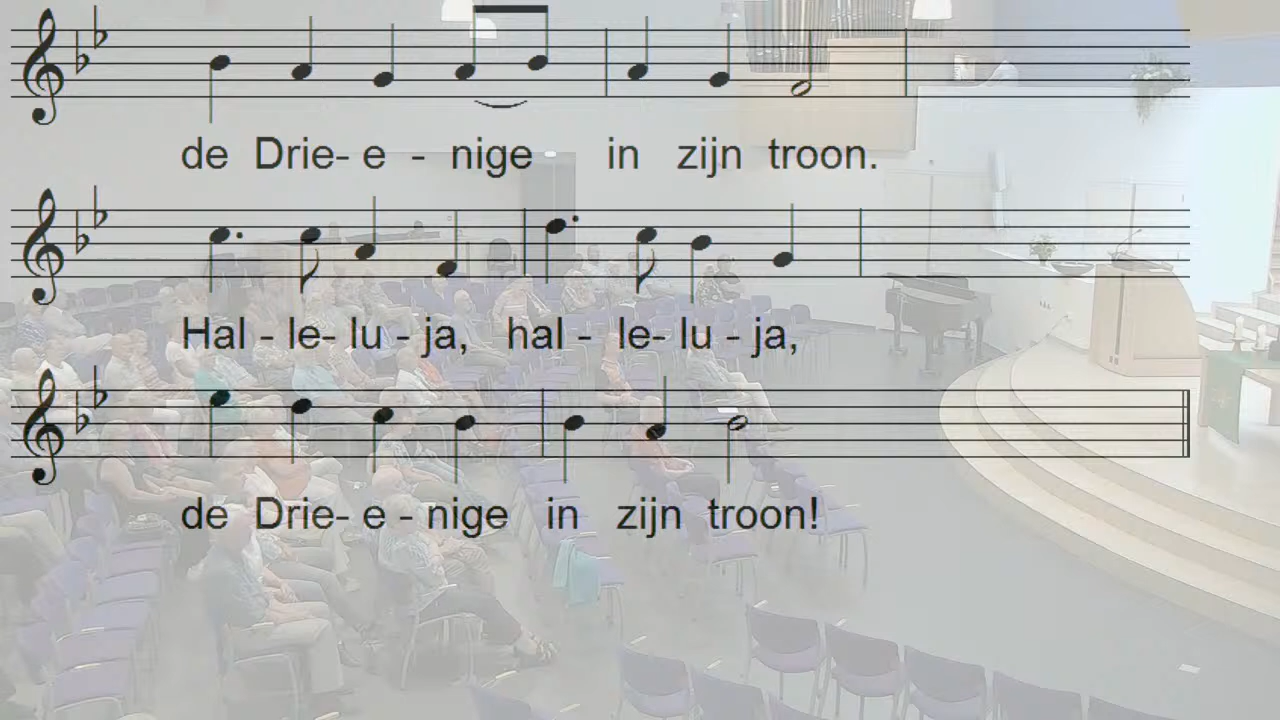 de Drie- e - nige in zijn troon.
Hal - le- lu - ja, hal - le- lu - ja,
de Drie- e - nige in zijn troon!